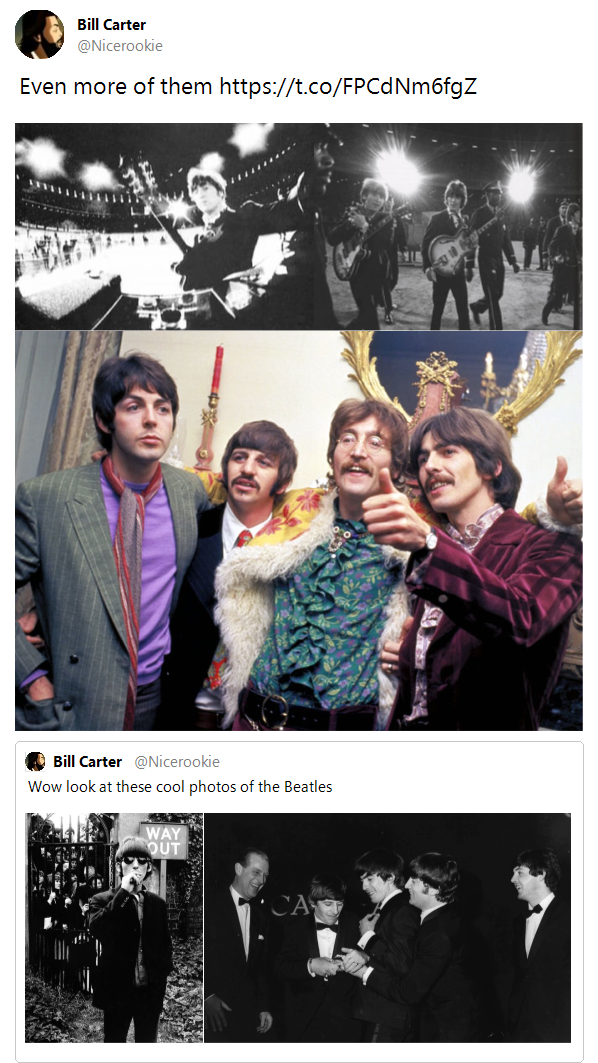 Bill Carter
@Nicerookie
Even more of them https://t.co/FPCdNm6fgZ
Bill Carter @Nicerookie
Wow look at these cool photos of the Beatles
WAY
OUT
CA